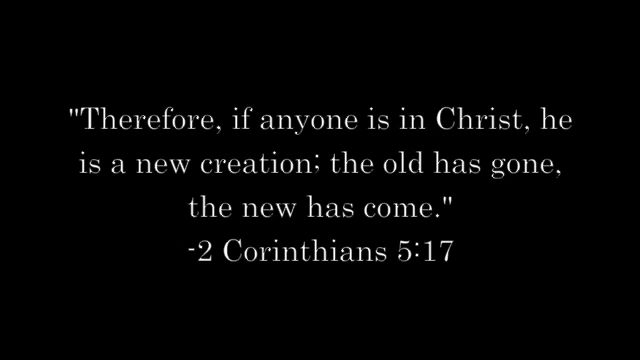 "Therefore, if anyone is in Christ, he
is a new creation; the old has gone,
the new has come."
-2 Corinthians 5:17